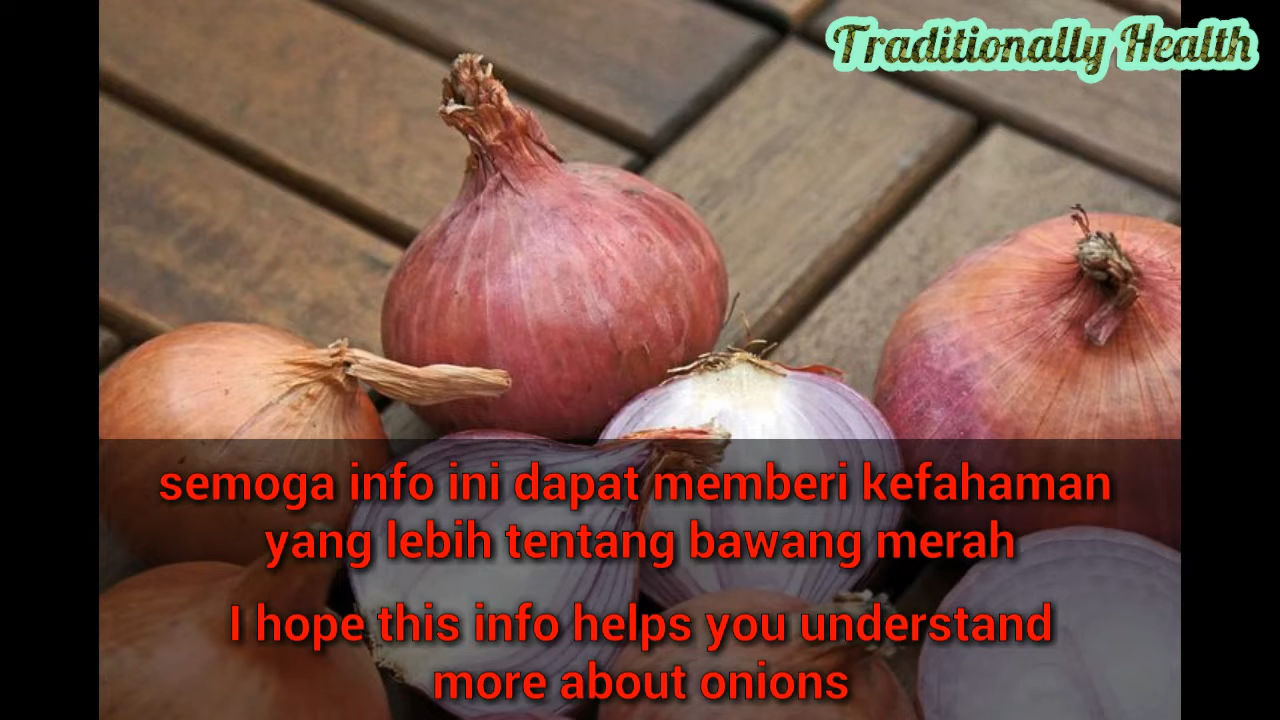 Traditionally Health
semoga info ini dapat memberi kefahaman
yang lebih tentang bawang merah
I hope this info helps you understand
more about onions